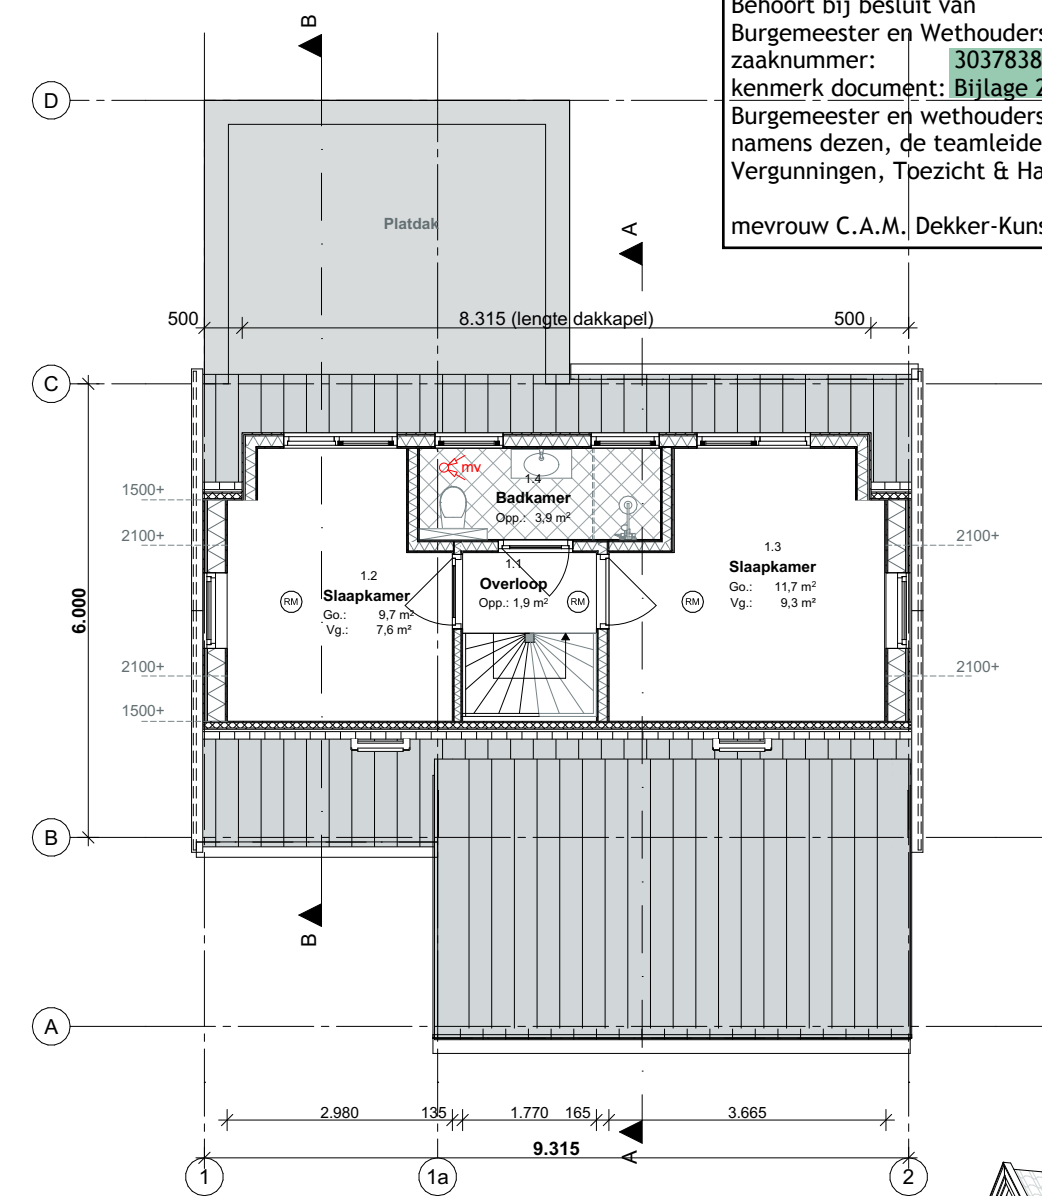 Behoort bij besluit van
Burgemeester en Wethouders
zaaknummer: 3037838
kenmerk document: Bijlage 2
Burgemeester en wethouders
namens dezen, de teamleide
Vergunningen, Toezicht & Ha
mevrouw C.A.M. Dekker-Kuns
B
D
Platdak
A
500 8.315 (lengte dakkapel) 500
C
mv
1.4
Badkamer
Opp.: 3,9 m²
1500+
2100+ 2100+
1.1
Overloop
Opp.: 1,9 m²
1.2
Slaapkamer
Go.: 9,7 m²
Vg.: 7,6 m²
1.3
Slaapkamer
Go.: 11,7 m²
Vg.: 9,3 m²
RM RM RM
6.000
2100+ 2100+
1500+
B
B
A
2.980 135 1.770 165 3.665
9.315
A
1 1a 2